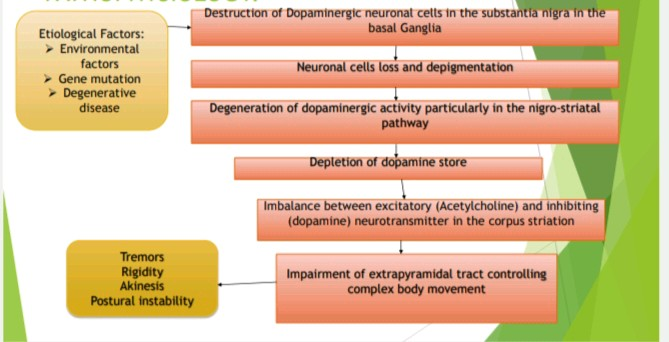 Etiological Factors:
➢ Environmental
factors
➢ Gene mutation
➢ Degenerative
disease
Destruction of Dopaminergic neuronal cells in the substantia nigra in the
basal Ganglia
Neuronal cells loss and depigmentation
Degeneration of dopaminergic activity particularly in the nigro-striatal
pathway
Depletion of dopamine store
Imbalance between excitatory (Acetylcholine) and inhibiting
(dopamine) neurotransmitter in the corpus striation
Impairment of extrapyramidal tract controlling
complex body movement
Tremors
Rigidity
Akinesis
Postural instability